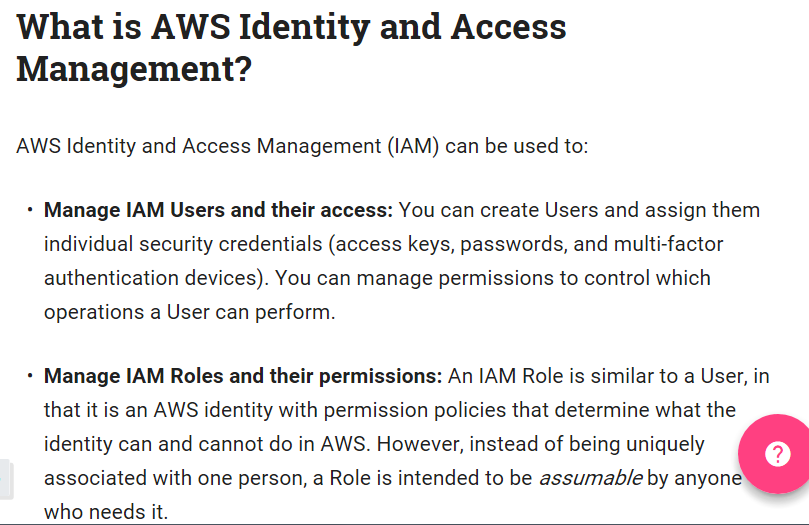 What is AWS Identity and Access
Management?
AWS Identity and Access Management (IAM) can be used to:
• Manage IAM Users and their access: You can create Users and assign them
individual security credentials (access keys, passwords, and multi-factor
authentication devices). You can manage permissions to control which
operations a User can perform.
• Manage IAM Roles and their permissions: An IAM Role is similar to a User, in
that it is an AWS identity with permission policies that determine what the
identity can and cannot do in AWS. However, instead of being uniquely
associated with one person, a Role is intended to be assumable by anyone
who needs it.
?